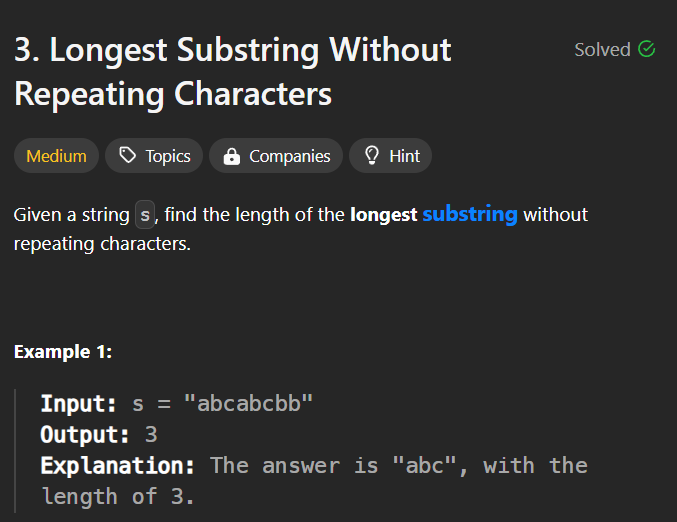 3. Longest Substring Without
Repeating Characters
Solved
Medium Topics Companies Hint
Given a string s, find the length of the longest substring without
repeating characters.
Example 1:
Input: s = "abcabcbb"
Output: 3
Explanation: The answer is "abc", with the
length of 3.